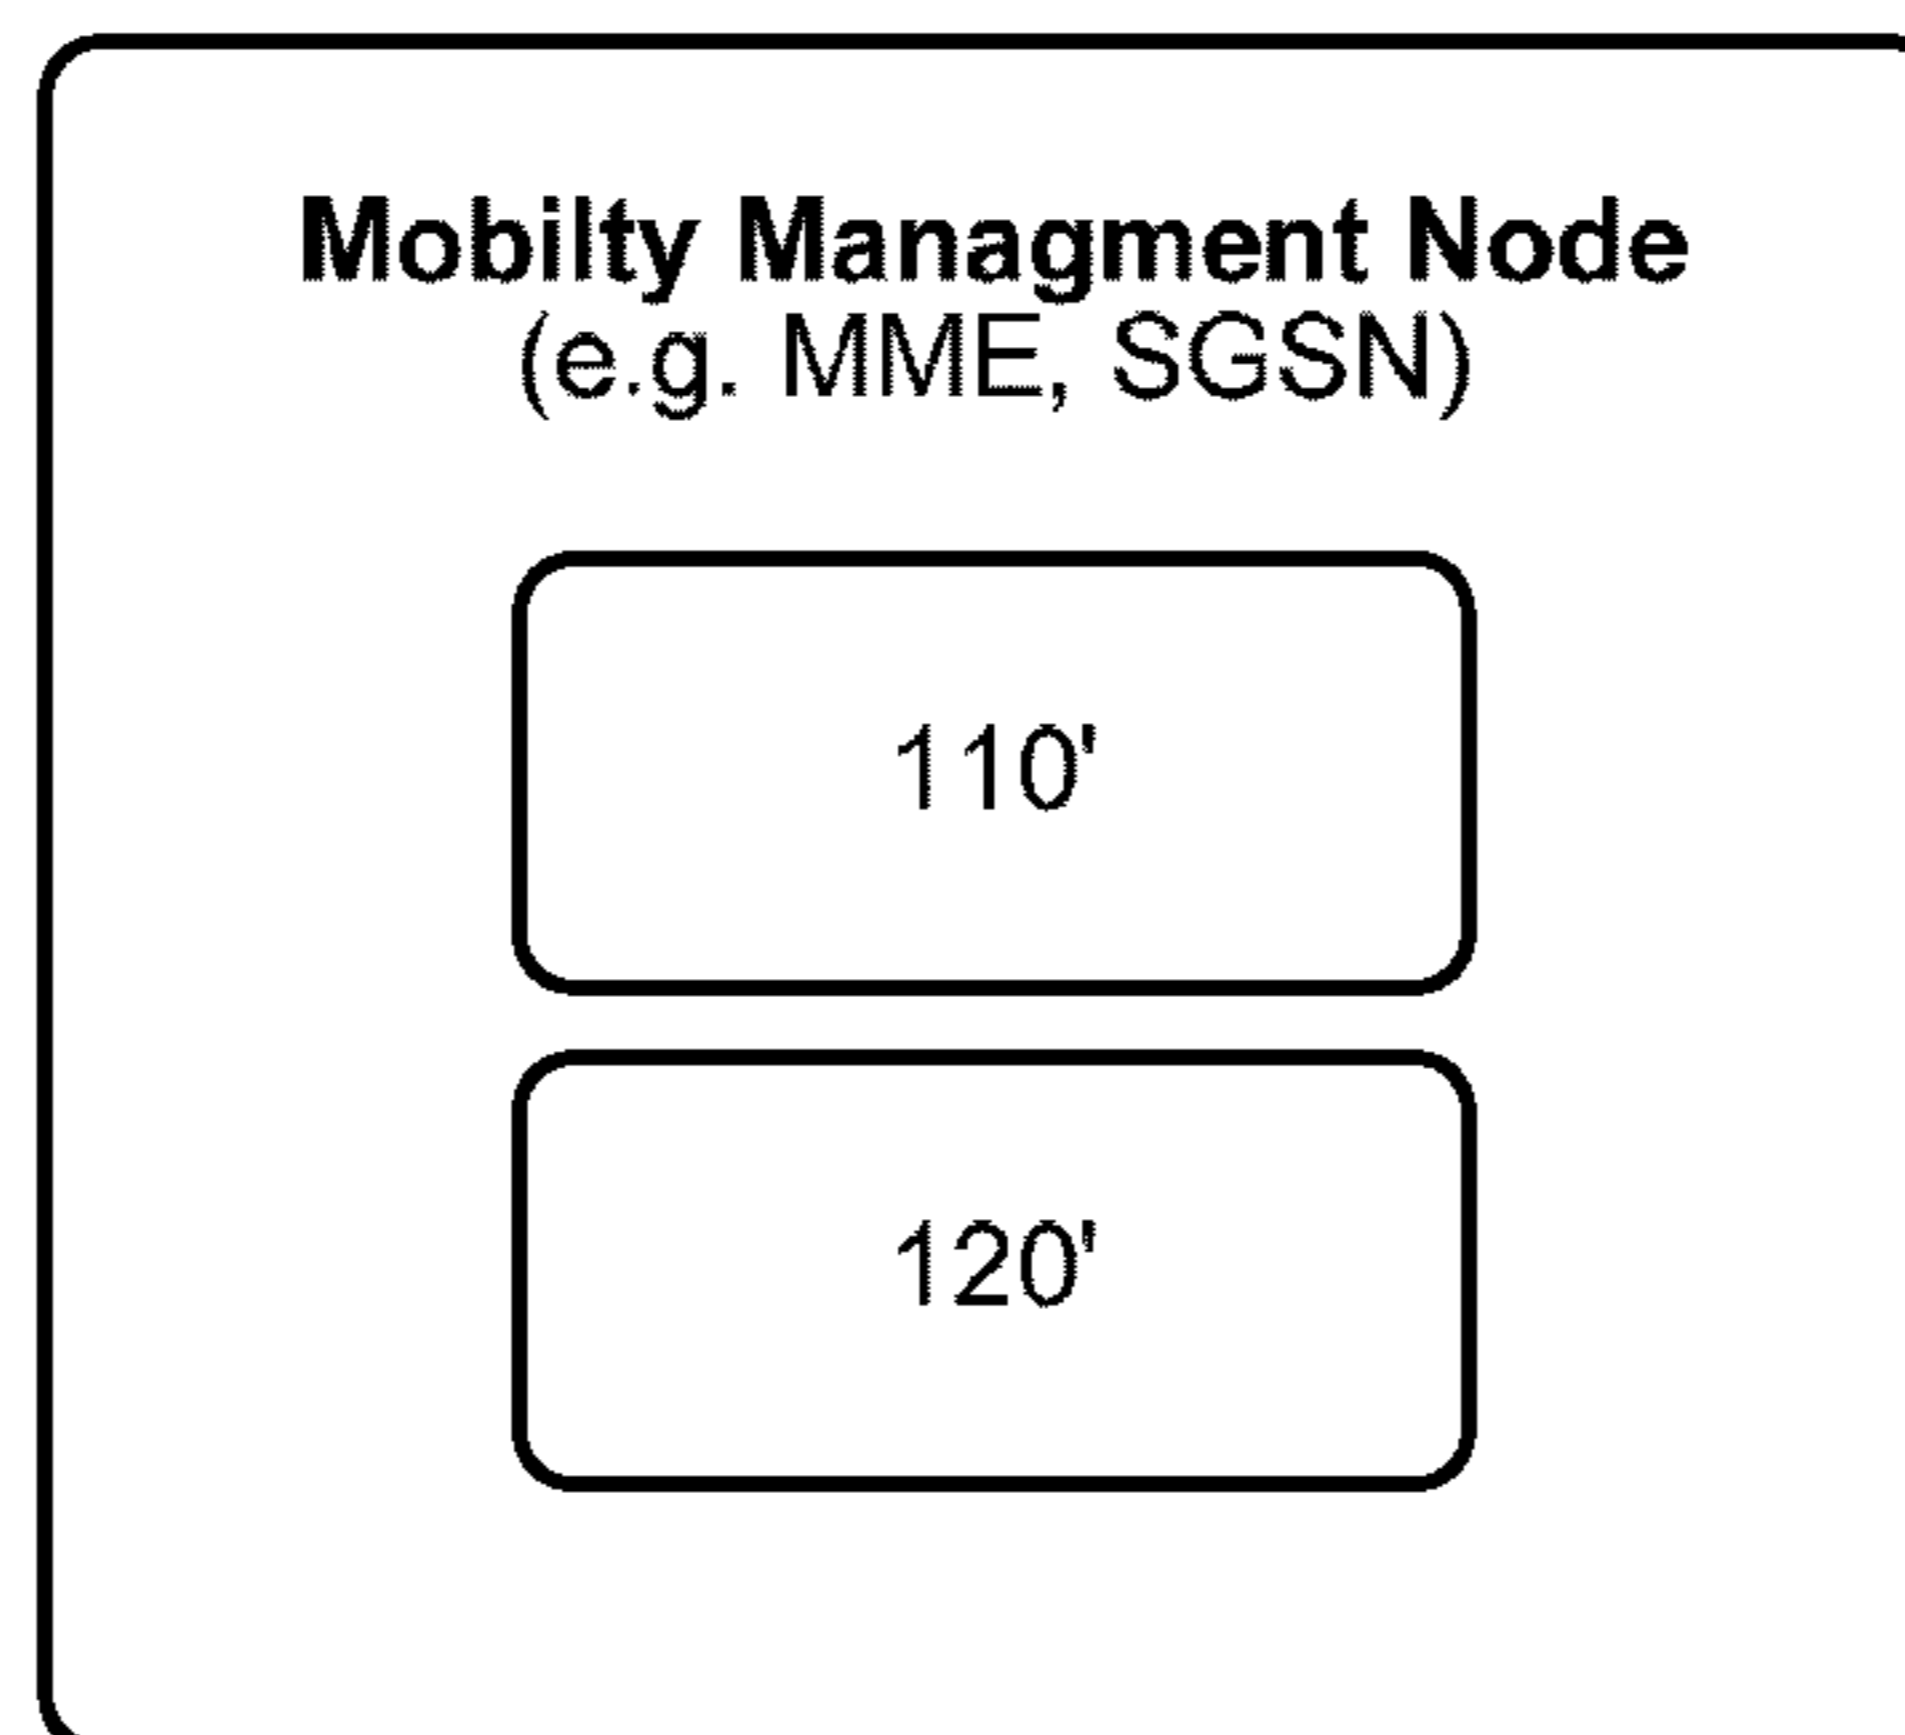 Mobilty Managment Node
(e.g. MME, SGSN)
110'
120'